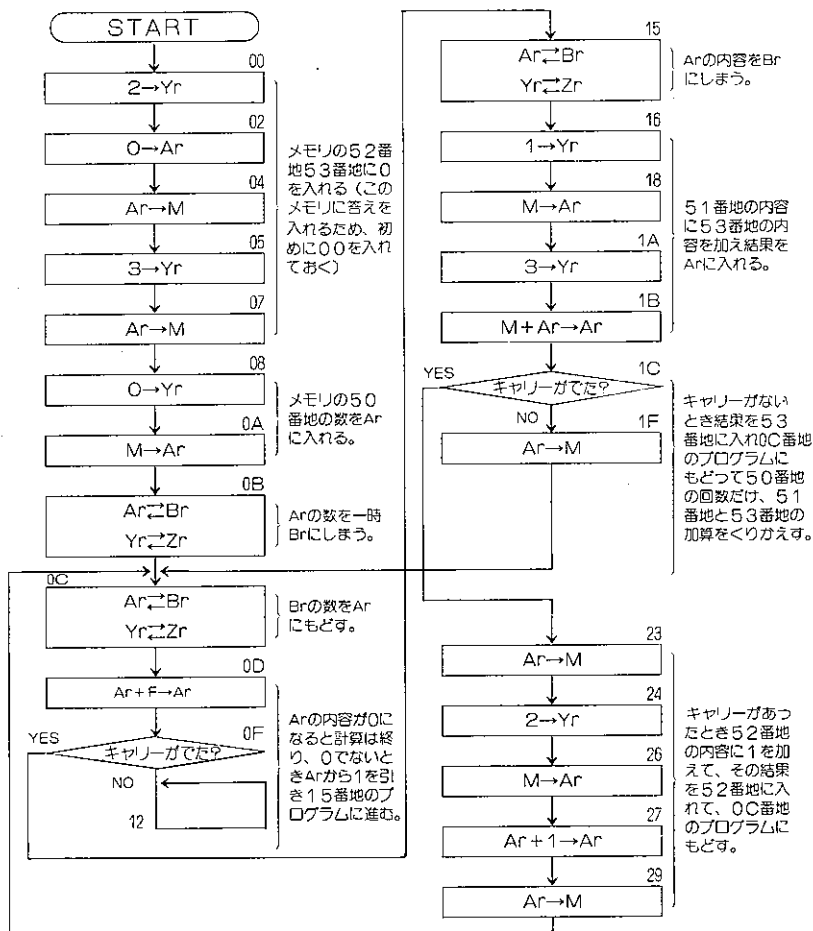 START
00
2→Yr
02
0→Ar
04
Ar→M
05
3→Yr
07
Ar→M
メモリの52番
地53番地に0
を入れる（この
メモリに答えを
入れるため、初
めに00を入れ
ておく）
08
0→Yr
0A
M→Ar
メモリの50
番地の数をAr
に入れる。
0B
Ar⇄Br
Yr⇄Zr
Arの数を一時
Brにしまう。
0C
Ar⇄Br
Yr⇄Zr
Brの数をAr
にもどす。
0D
Ar+F→Ar
0F
YES
キャリーがでた?
NO
12
Arの内容が0に
なると計算は終
り、0でないと
きArから1を引
き15番地のプ
ログラムに進む。
15
Ar⇄Br
Yr⇄Zr
Arの内容をBr
にしまう。
16
1→Yr
18
M→Ar
1A
3→Yr
1B
M+Ar→Ar
51番地の内容
に53番地の内
容を加え結果を
Arに入れる。
1C
YES
キャリーがでた?
NO
1F
Ar→M
キャリーがない
とき結果を53
番地に入れ0C番地
のプログラムに
もどって50番地
の回数だけ、51
番地と53番地の
加算をくりかえす。
23
Ar→M
24
2→Yr
26
M→Ar
27
Ar+1→Ar
29
Ar→M
キャリーがあっ
たとき52番地
の内容に1を加
えて、その結果
を52番地に入
れて、0C番地
のプログラムに
もどす。